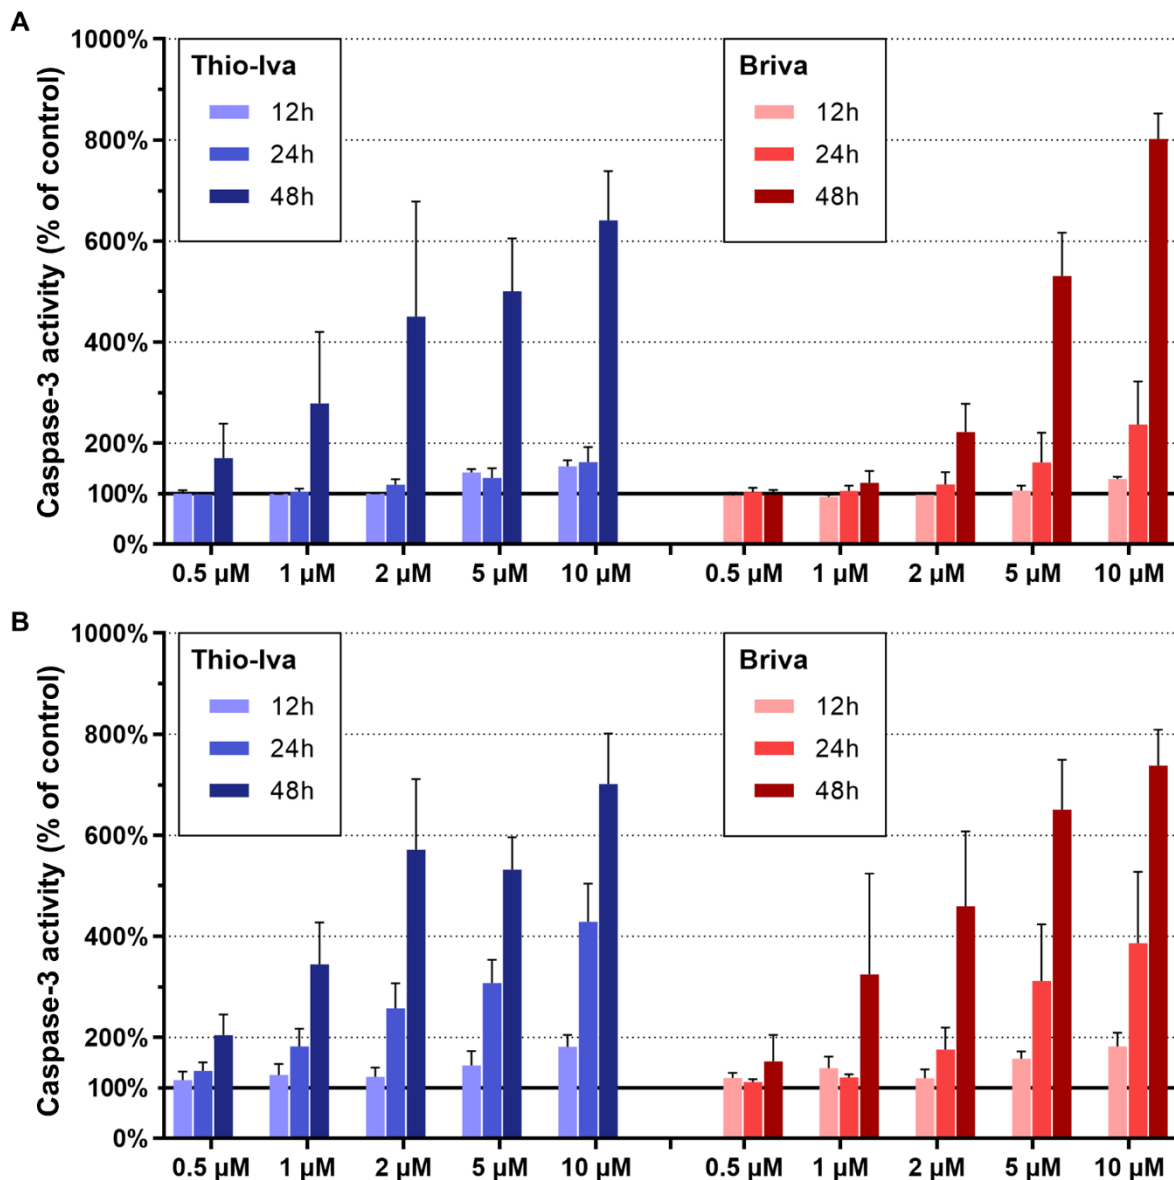 A
Caspase-3 activity (% of control)
1000%
800%
600%
400%
200%
100%
0%
Thio-Iva
12h
24h
48h
Briva
12h
24h
48h
0.5 µM 1 µM 2 µM 5 µM 10 µM 0.5 µM 1 µM 2 µM 5 µM 10 µM
B
Caspase-3 activity (% of control)
1000%
800%
600%
400%
200%
100%
0%
Thio-Iva
12h
24h
48h
Briva
12h
24h
48h
0.5 µM 1 µM 2 µM 5 µM 10 µM 0.5 µM 1 µM 2 µM 5 µM 10 µM